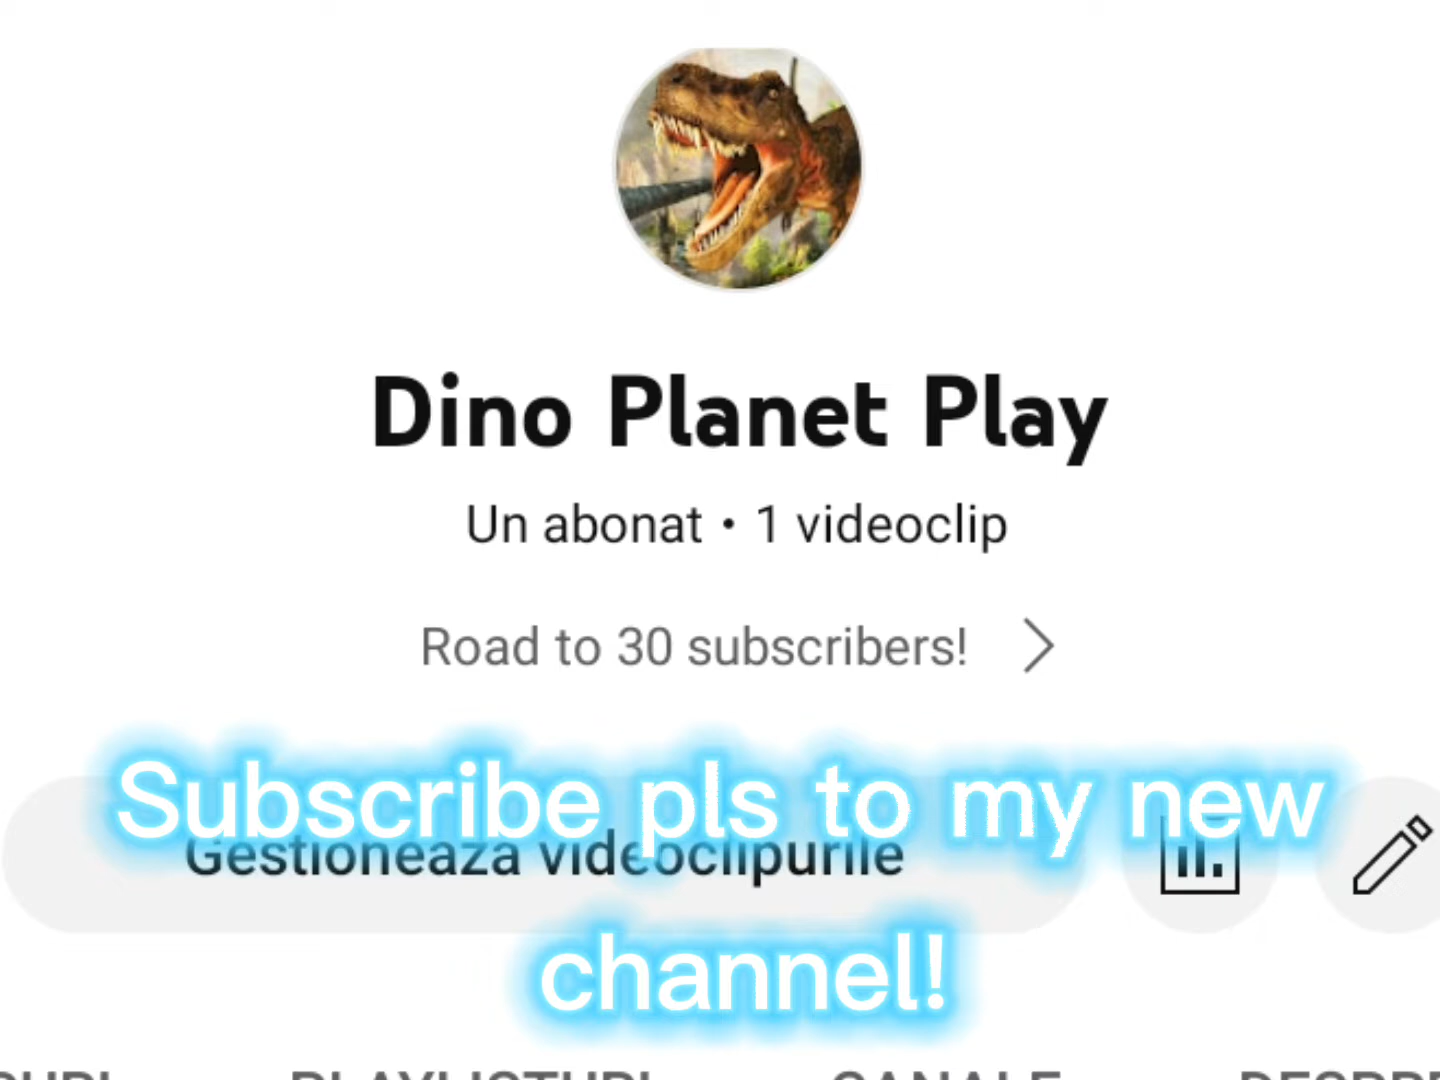 Dino Planet Play
Un abonat • 1 videoclip
Road to 30 subscribers!
Subscribe pls to my new
Gestionează videoclipurile
channel!